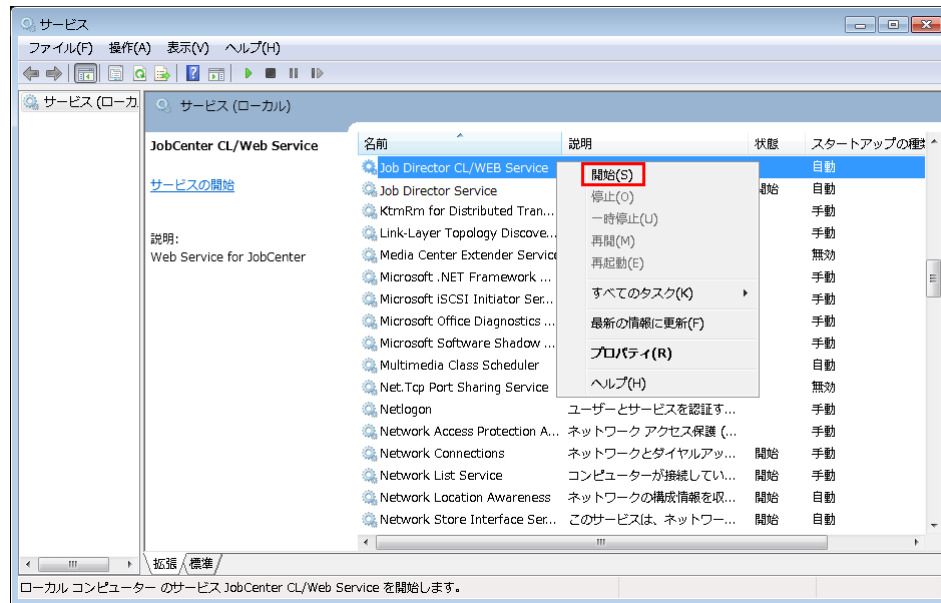 サービス
ファイル(F) 操作(A) 表示(V) ヘルプ(H)
サービス (ローカ
サービス (ローカル)
JobCenter CL/Web Service
サービスの開始
説明:
Web Service for JobCenter
名前 説明 状態 スタートアップの種
Job Director CL/WEB Service 自動
Job Director Service 開始 自動
KtmRm for Distributed Tran... 手動
Link-Layer Topology Discove... 手動
Media Center Extender Service 無効
Microsoft .NET Framework ... 手動
Microsoft iSCSI Initiator Ser... 手動
Microsoft Office Diagnostics ... 手動
Microsoft Software Shadow ... 手動
Multimedia Class Scheduler 自動
Net.Tcp Port Sharing Service 無効
Netlogon ユーザーとサービスを認証す... 手動
Network Access Protection A... ネットワーク アクセス保護 (... 手動
Network Connections ネットワークとダイヤルアッ... 開始 手動
Network List Service コンピューターが接続してい... 開始 手動
Network Location Awareness ネットワークの構成情報を収... 開始 自動
Network Store Interface Ser... このサービスは、ネットワー... 開始 自動
開始(S)
停止(O)
一時停止(U)
再開(M)
再起動(E)
すべてのタスク(K)
最新の情報に更新(F)
プロパティ(R)
ヘルプ(H)
拡張 標準
ローカル コンピューター のサービス JobCenter CL/Web Service を開始します。